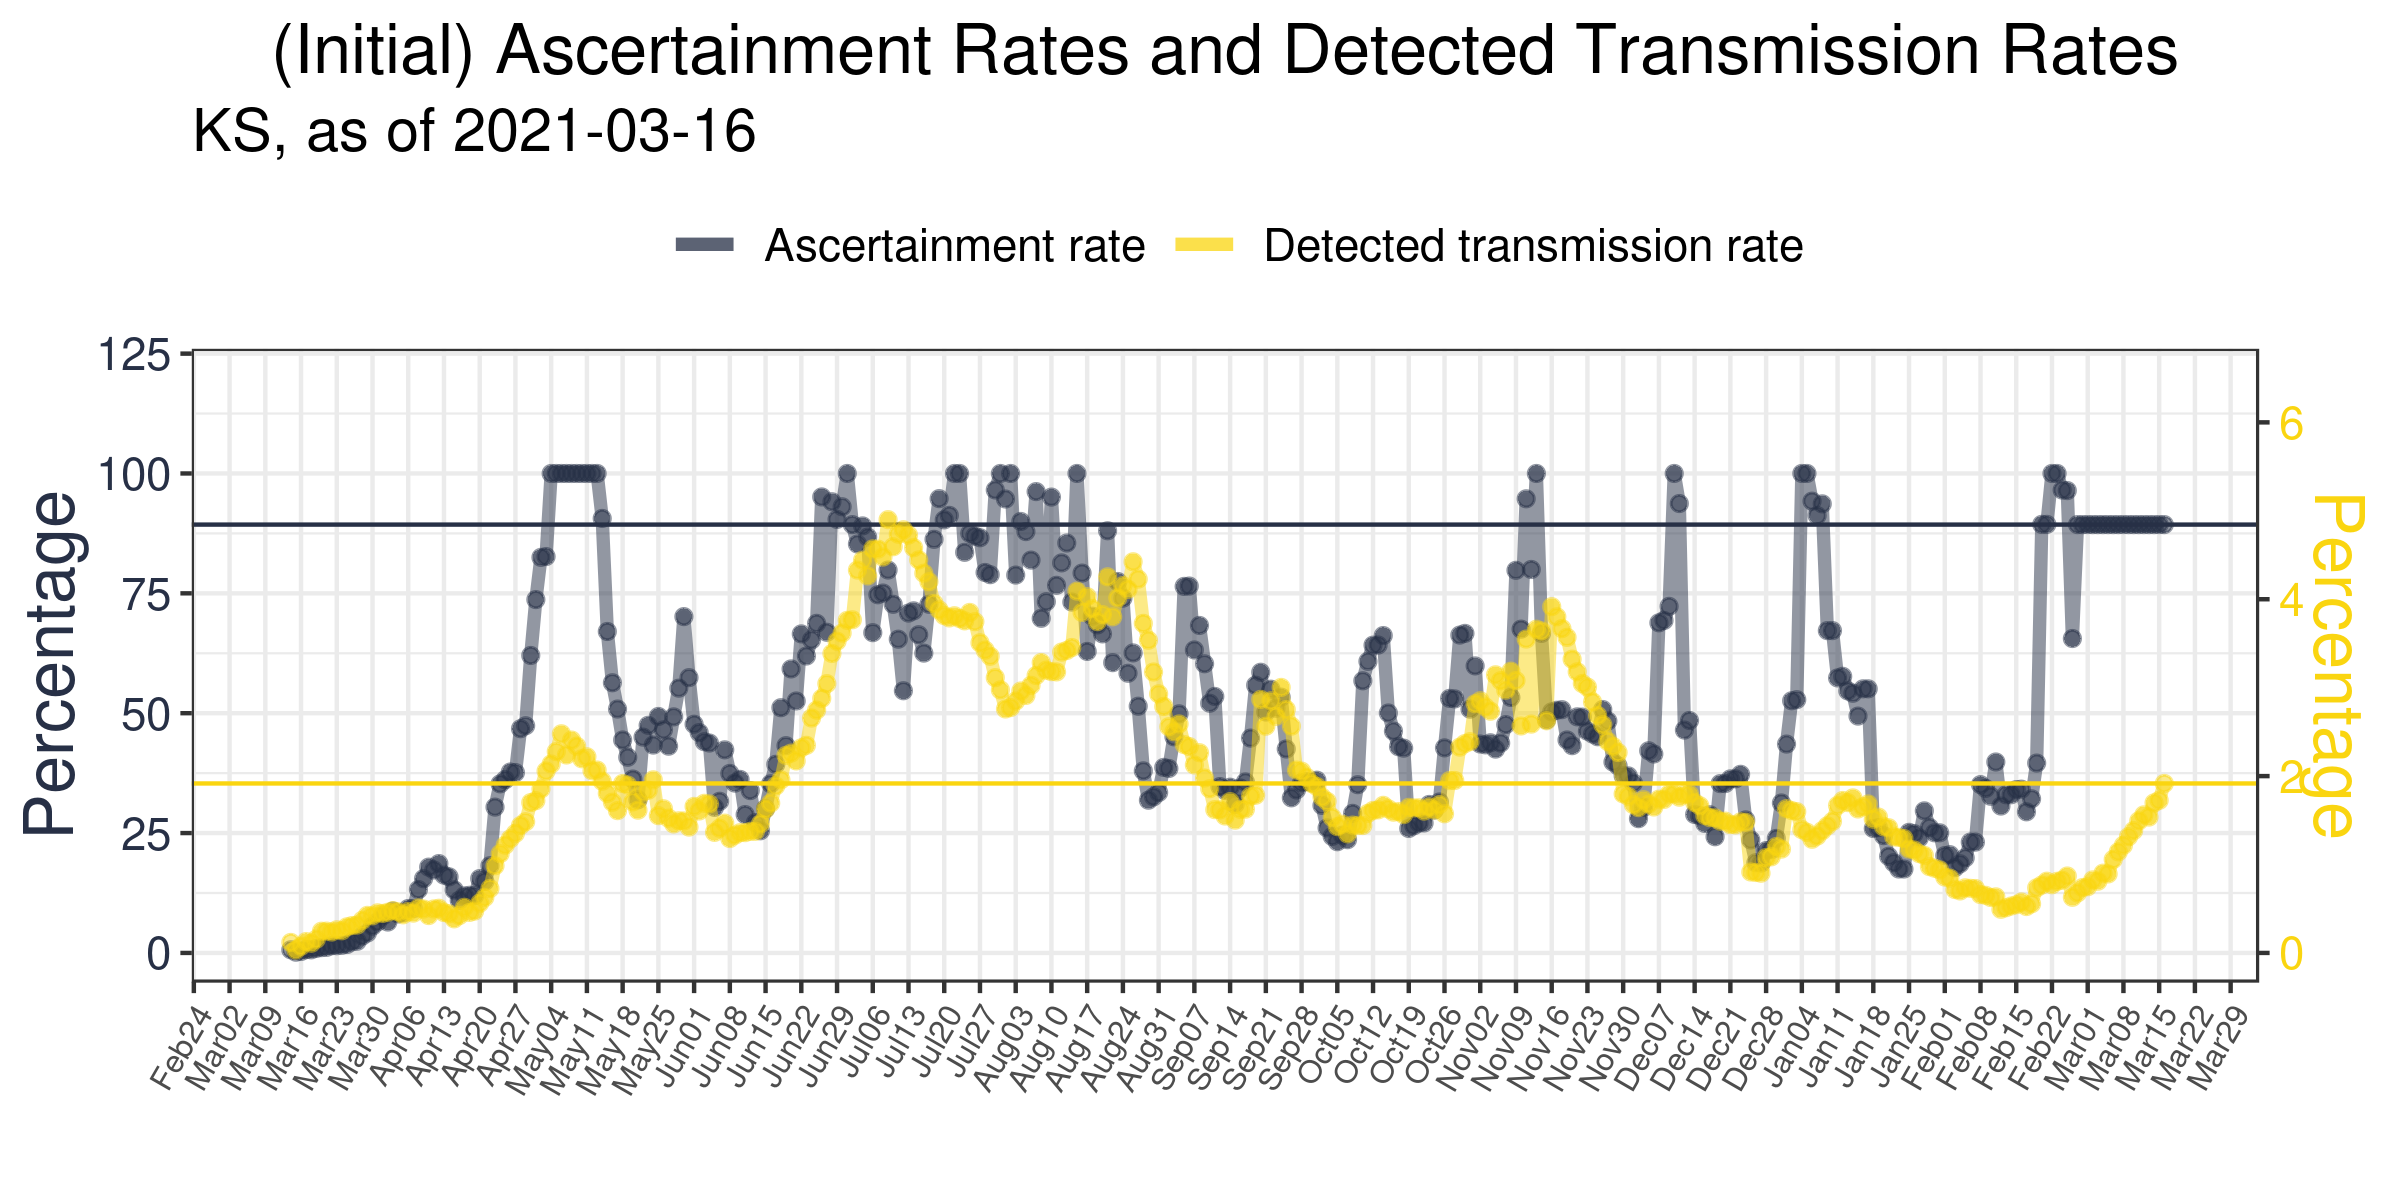 (Initial) Ascertainment Rates and Detected Transmission Rates
KS, as of 2021-03-16
Ascertainment rate
Detected transmission rate
Percentage
125
100
75
50
25
0
6
4
2
0
Percentage
Feb24
Mar02
Mar09
Mar16
Mar23
Mar30
Apr06
Apr13
Apr20
Apr27
May04
May11
May18
May25
Jun01
Jun08
Jun15
Jun22
Jun29
Jul06
Jul13
Jul20
Jul27
Aug03
Aug10
Aug17
Aug24
Aug31
Sep07
Sep14
Sep21
Sep28
Oct05
Oct12
Oct19
Oct26
Nov02
Nov09
Nov16
Nov23
Nov30
Dec07
Dec14
Dec21
Dec28
Jan04
Jan11
Jan18
Jan25
Feb01
Feb08
Feb15
Feb22
Mar01
Mar08
Mar15
Mar22
Mar29